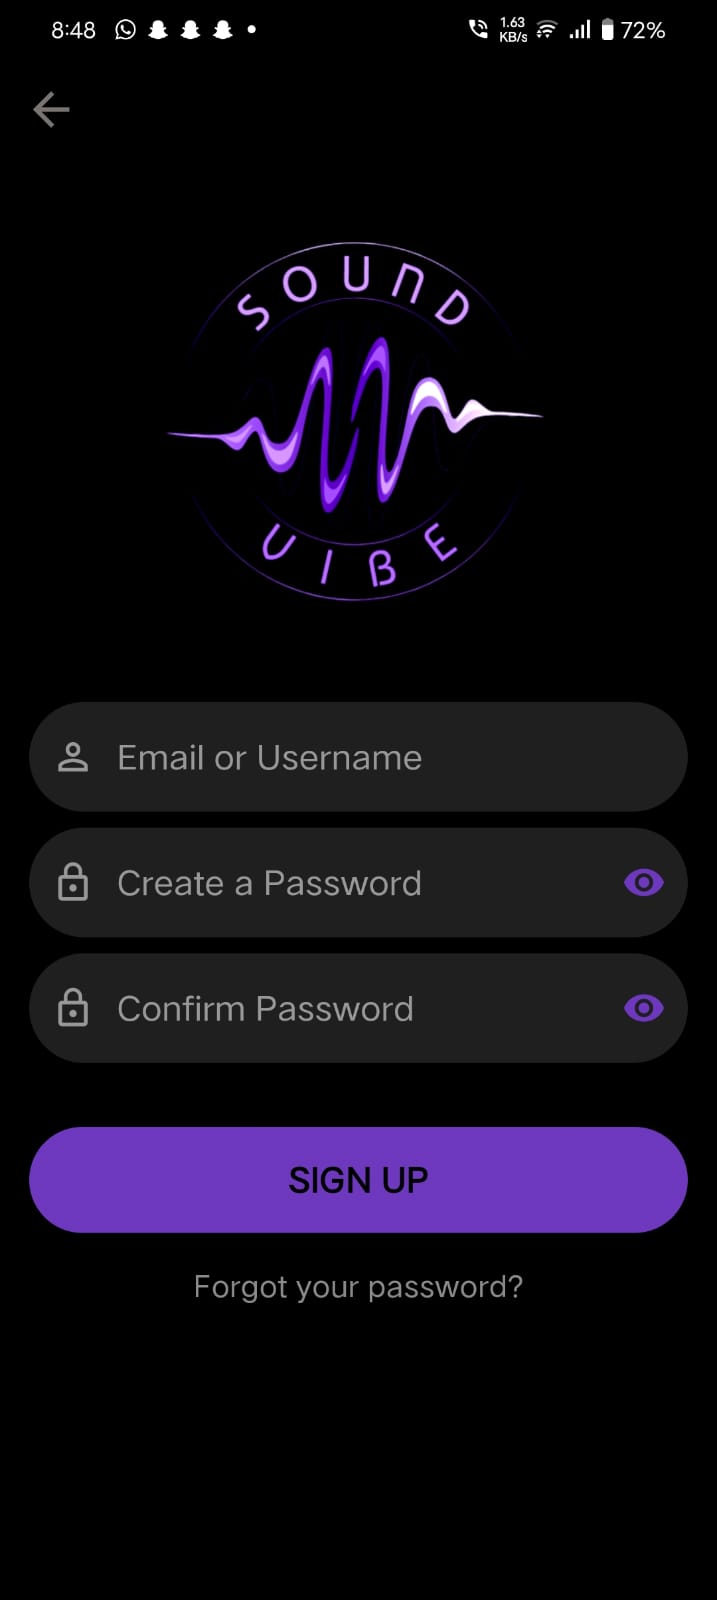 8:48
1.63
KB/s
72%
SOUND
VIBE
Email or Username
Create a Password
Confirm Password
SIGN UP
Forgot your password?